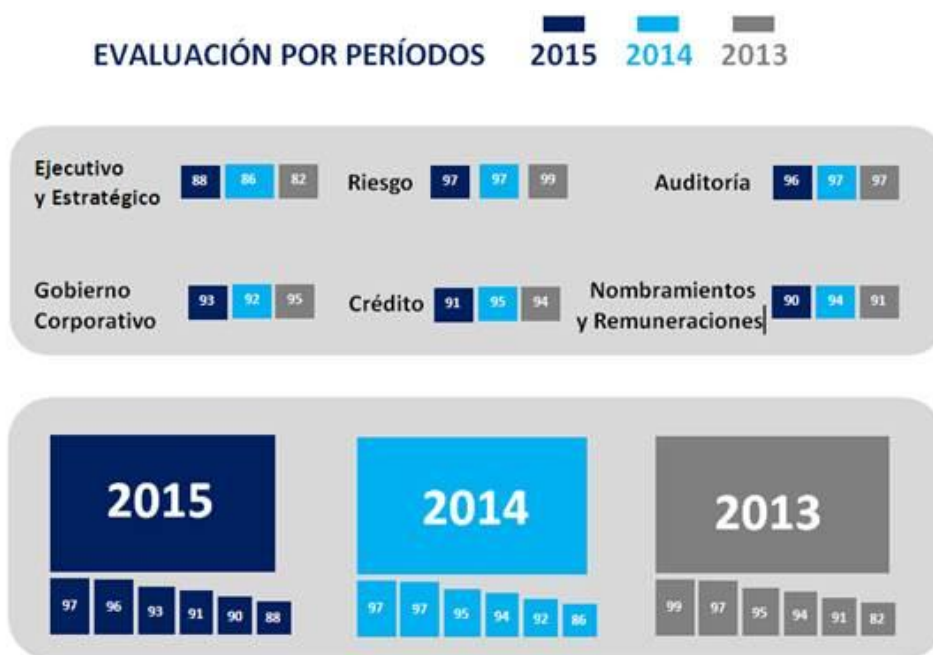 EVALUACIÓN POR PERÍODOS 2015 2014 2013
Ejecutivo
y Estratégico
88 86 82
Riesgo
97 97 99
Auditoría
96 97 97
Gobierno
Corporativo
93 92 95
Crédito
91 95 94
Nombramientos
y Remuneraciones
90 94 91
2015
97 96 93 91 90 88
2014
97 97 95 94 92 86
2013
99 97 95 94 91 82